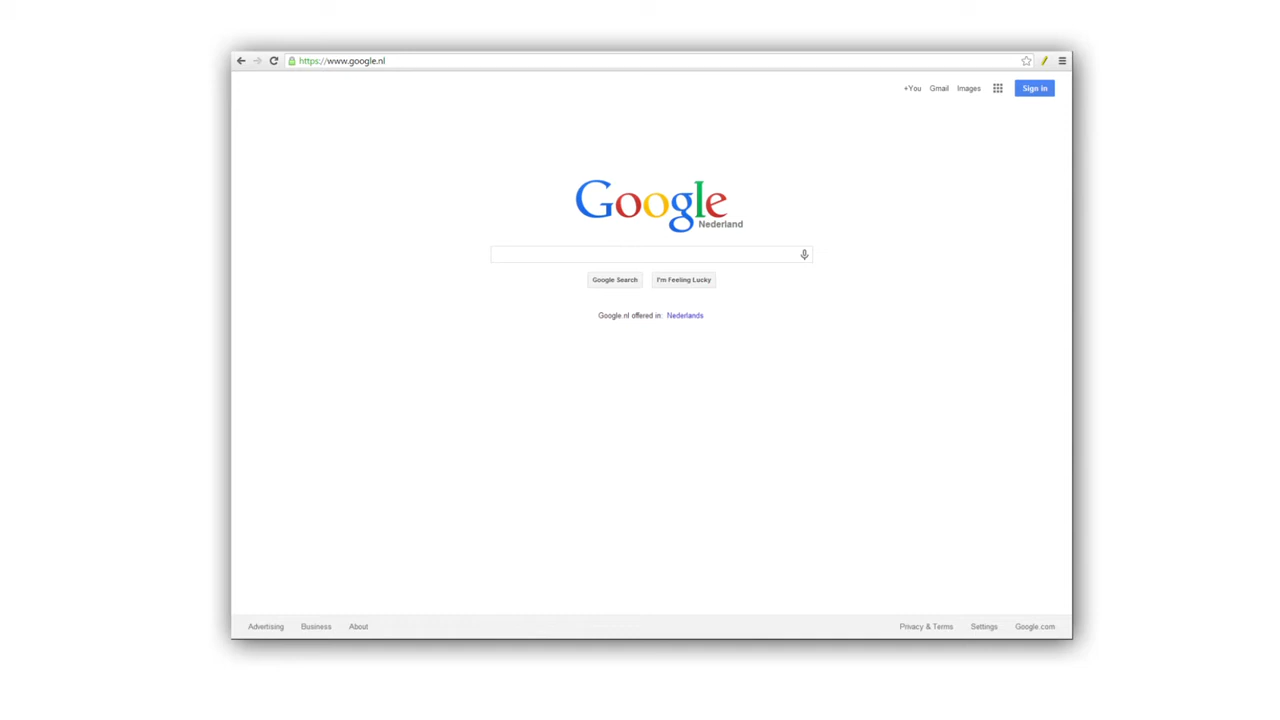 https://www.google.nl
+You Gmail Images Sign in
Google
Nederland
Google Search I'm Feeling Lucky
Google.nl offered in: Nederlands
Advertising Business About Privacy & Terms Settings Google.com